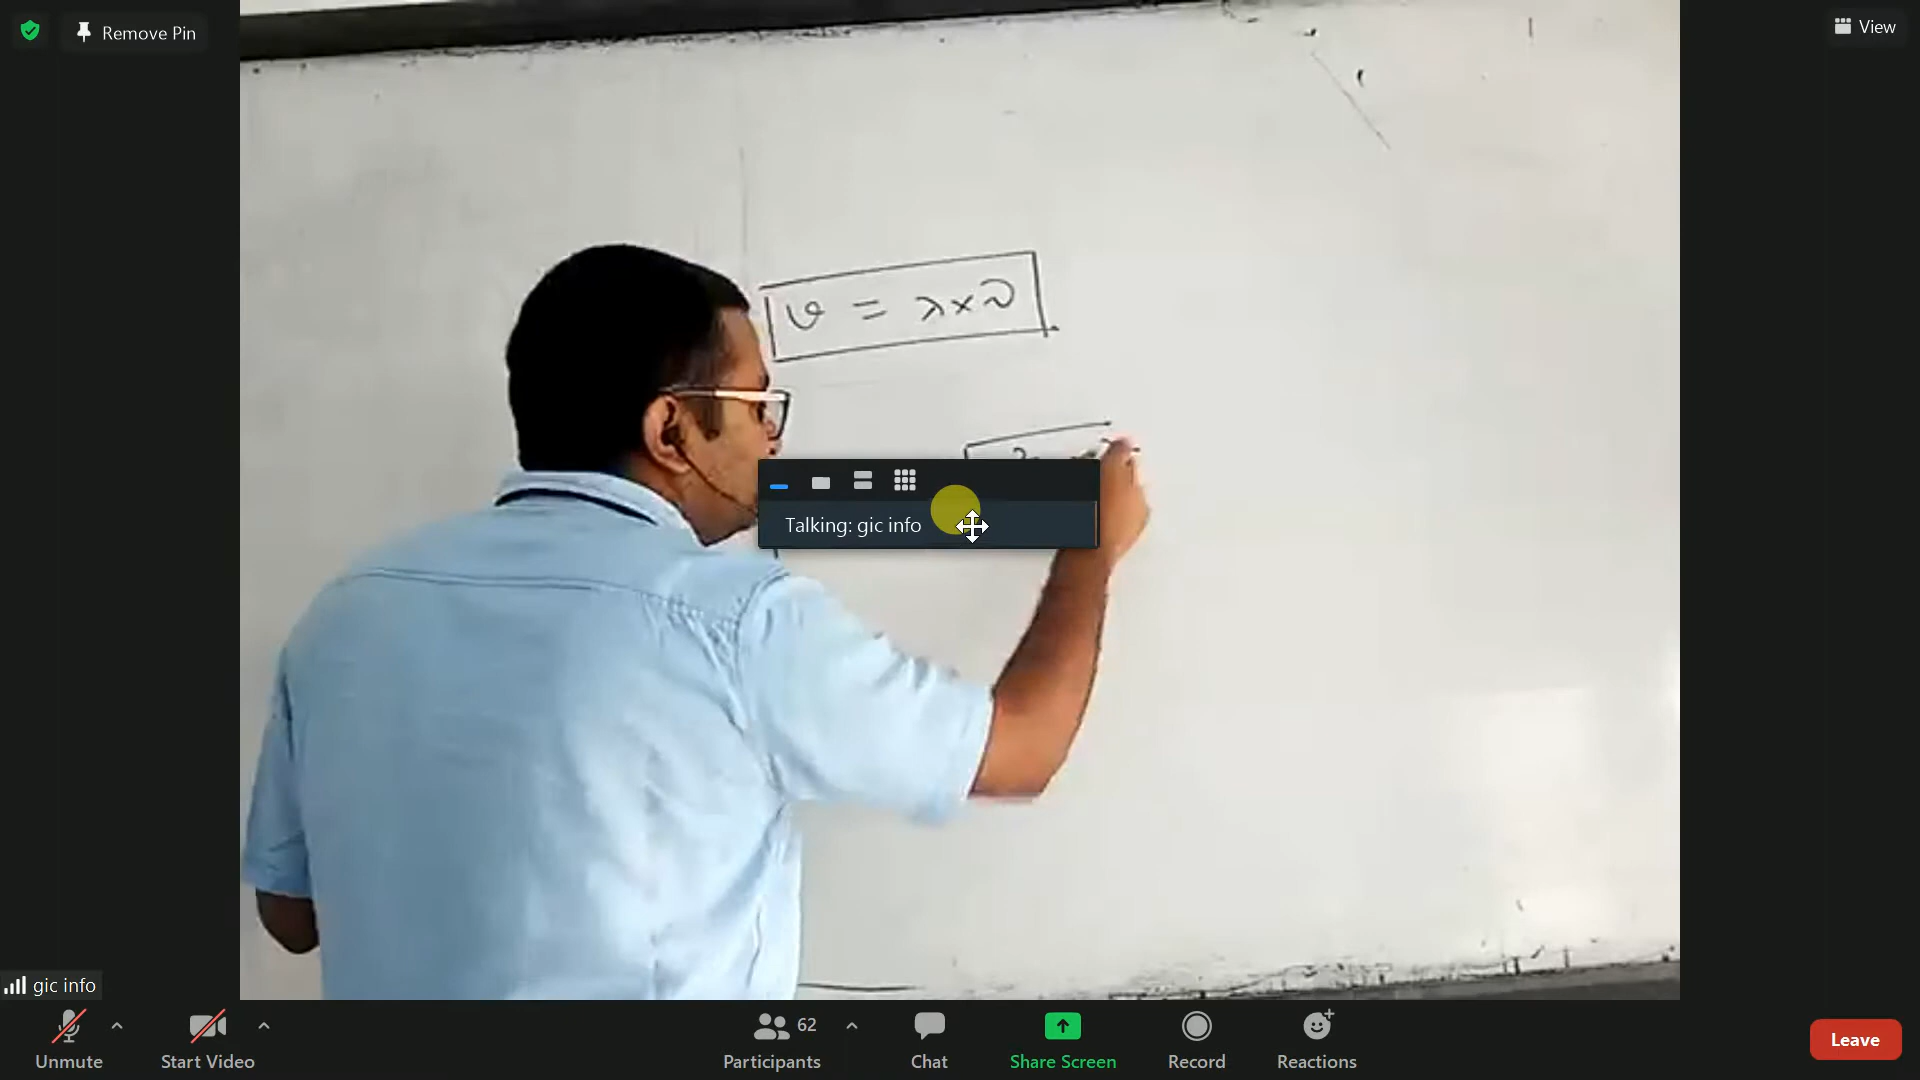 Remove Pin
View
v = λ × ν
Talking: gic info
gic info
Unmute
Start Video
62
Participants
Chat
Share Screen
Record
Reactions
Leave